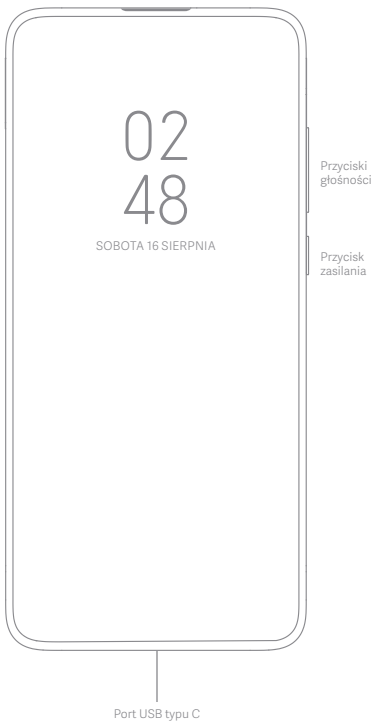 02
48
SOBOTA 16 SIERPNIA
Przyciski
głośności
Przycisk
zasilania
Port USB typu C